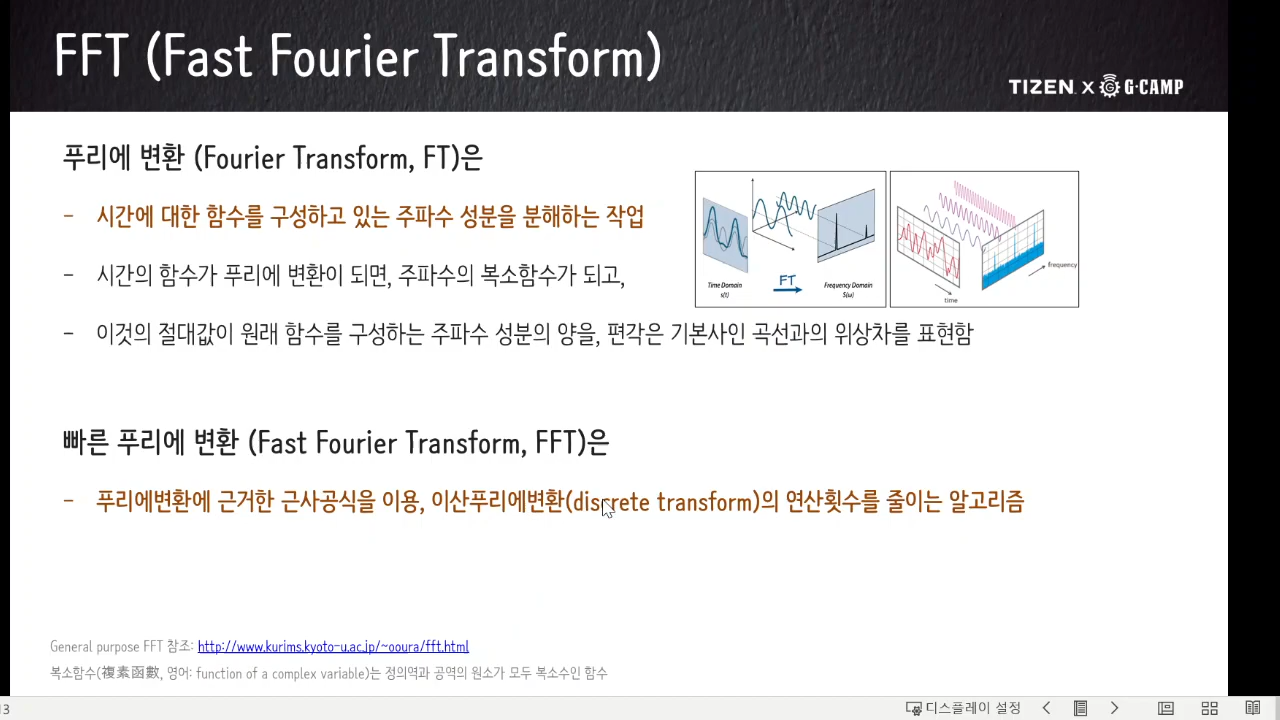 FFT (Fast Fourier Transform)
TIZEN X G·CAMP
푸리에 변환 (Fourier Transform, FT)은
- 시간에 대한 함수를 구성하고 있는 주파수 성분을 분해하는 작업
- 시간의 함수가 푸리에 변환이 되면, 주파수의 복소함수가 되고,
- 이것의 절대값이 원래 함수를 구성하는 주파수 성분의 양을, 편각은 기본사인 곡선과의 위상차를 표현함
Time Domain
s(t)
FT
Frequency Domain
S(ω)
frequency
time
빠른 푸리에 변환 (Fast Fourier Transform, FFT)은
- 푸리에변환에 근거한 근사공식을 이용, 이산푸리에변환(discrete transform)의 연산횟수를 줄이는 알고리즘
General purpose FFT 참조: http://www.kurims.kyoto-u.ac.jp/~ooura/fft.html
복소함수(複素函數, 영어: function of a complex variable)는 정의역과 공역의 원소가 모두 복소수인 함수
13
디스플레이 설정